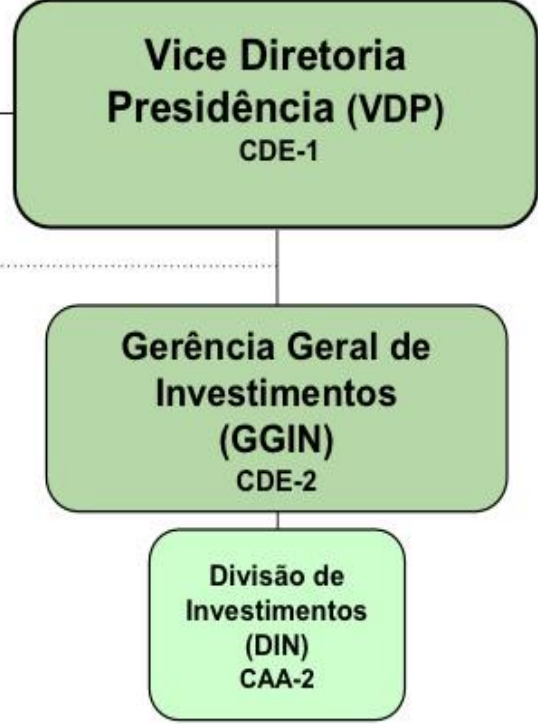 Vice Diretoria
Presidência (VDP)
CDE-1
Gerência Geral de
Investimentos
(GGIN)
CDE-2
Divisão de
Investimentos
(DIN)
CAA-2